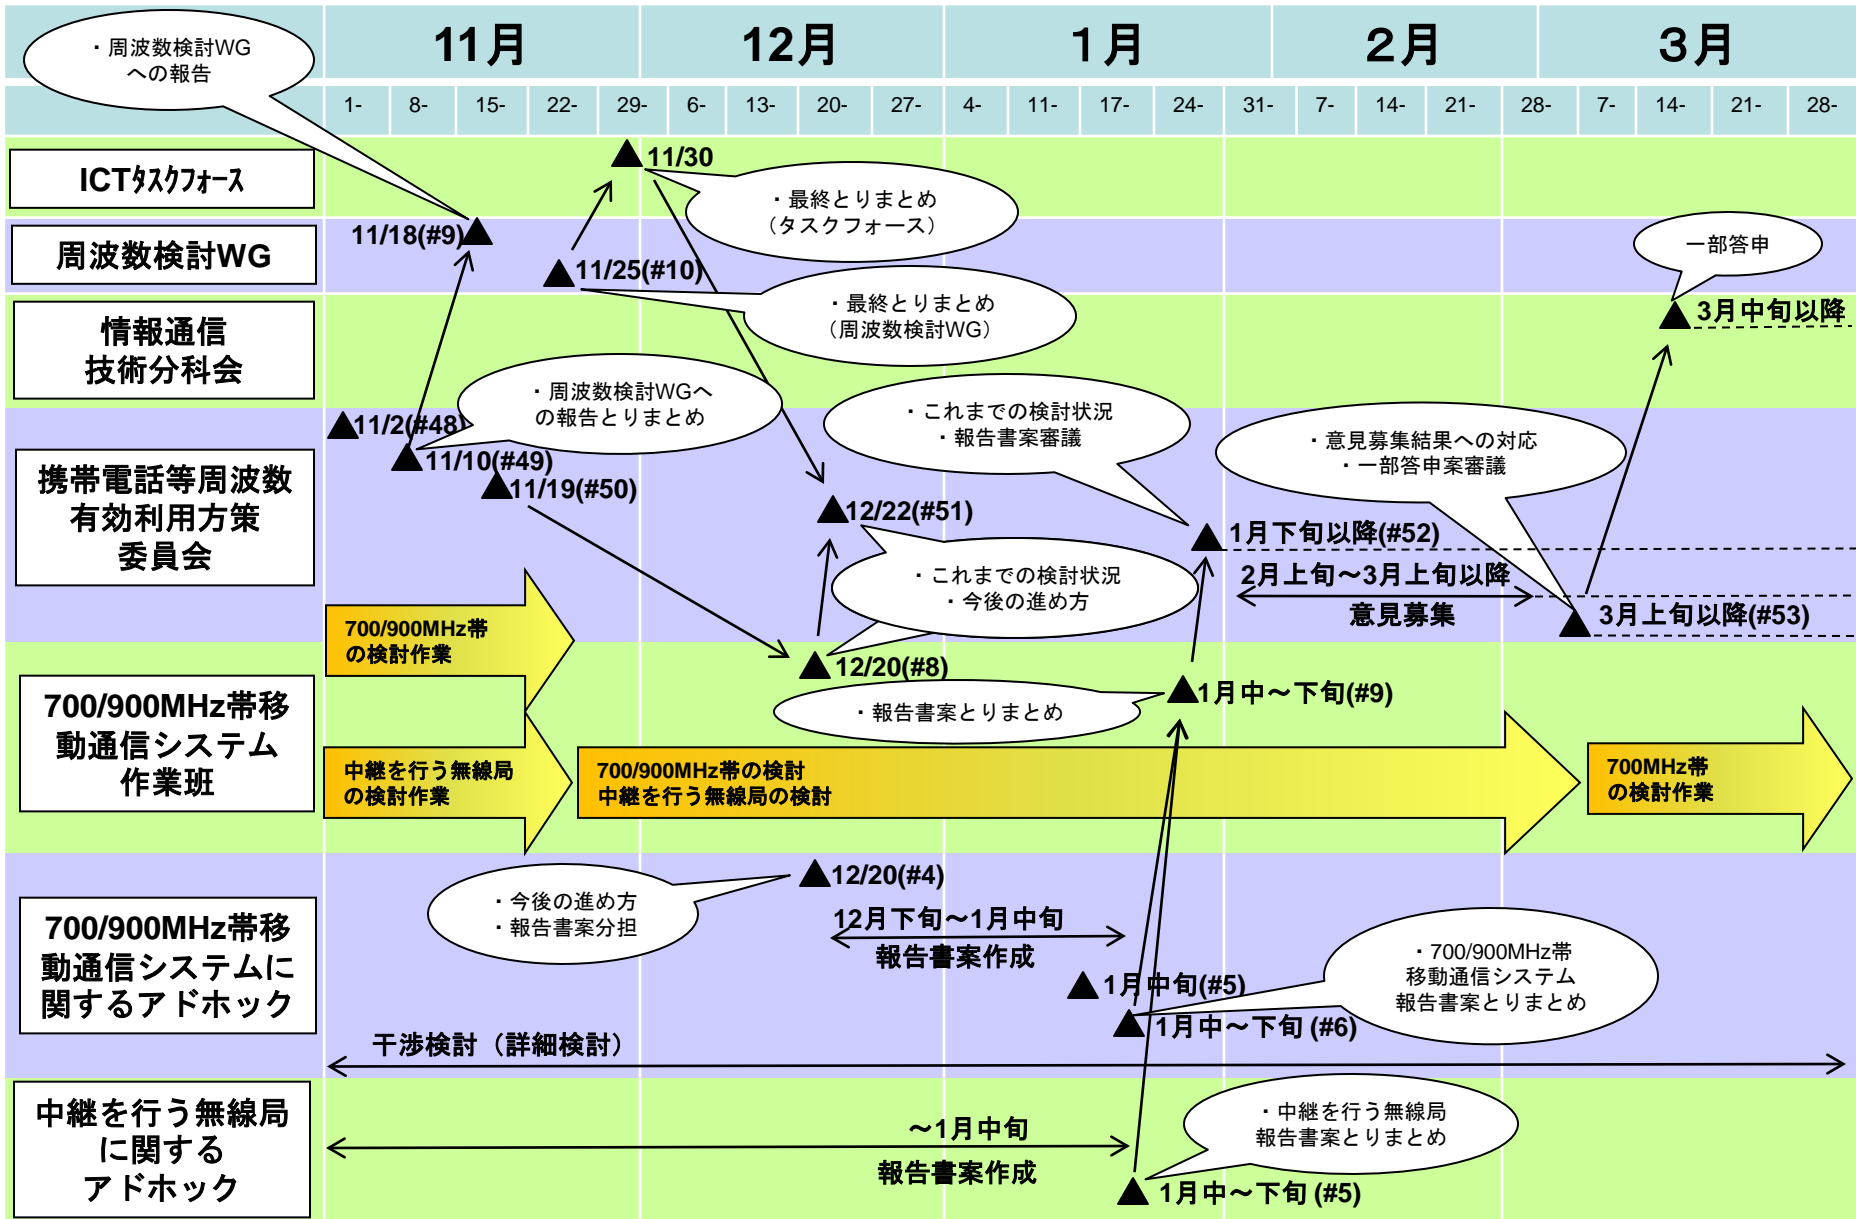 11月
12月
１月
２月
３月
・周波数検討WG
への報告
1-
8-
15-
22-
29-
6-
13-
20-
27-
4-
11-
17-
24-
31-
7-
14-
21-
28-
7-
14-
21-
28-
ICTﾀｽｸﾌｫｰｽ
11/30
・最終とりまとめ
（タスクフォース）
周波数検討WG
11/18(#9)
11/25(#10)
・最終とりまとめ
（周波数検討WG）
一部答申
情報通信
技術分科会
3月中旬以降
携帯電話等周波数
有効利用方策
委員会
11/2(#48)
11/10(#49)
11/19(#50)
・周波数検討WGへ
の報告とりまとめ
12/22(#51)
・これまでの検討状況
・今後の進め方
・これまでの検討状況
・報告書案審議
1月下旬以降(#52)
2月上旬～3月上旬以降
意見募集
・意見募集結果への対応
・一部答申案審議
3月上旬以降(#53)
700/900MHz帯
の検討作業
700/900MHz帯移
動通信システム
作業班
12/20(#8)
・報告書案とりまとめ
1月中～下旬(#9)
中継を行う無線局
の検討作業
700/900MHz帯の検討
中継を行う無線局の検討
700MHz帯
の検討作業
700/900MHz帯移
動通信システムに
関するアドホック
・今後の進め方
・報告書案分担
12/20(#4)
12月下旬～1月中旬
報告書案作成
1月中旬(#5)
1月中～下旬 (#6)
・700/900MHz帯
移動通信システム
報告書案とりまとめ
干渉検討（詳細検討）
中継を行う無線局
に関する
アドホック
～1月中旬
報告書案作成
・中継を行う無線局
報告書案とりまとめ
1月中～下旬 (#5)